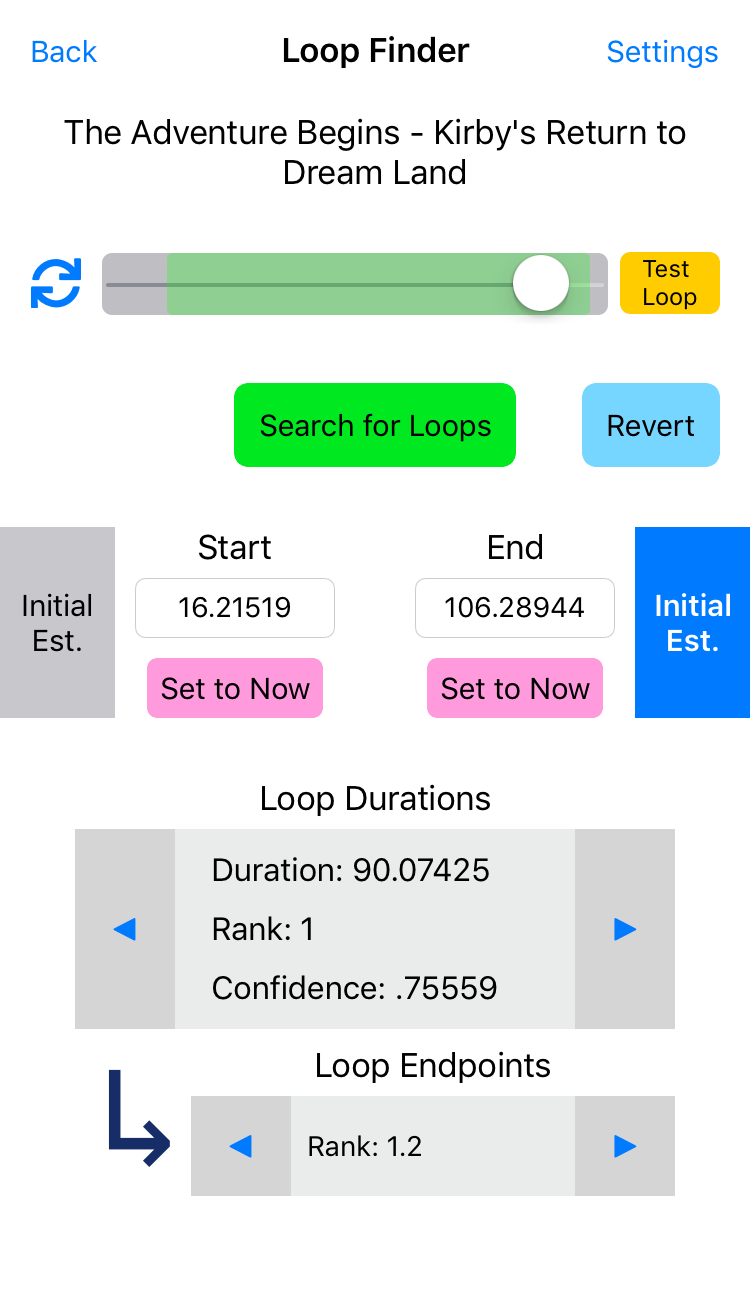 Back
Loop Finder
Settings
The Adventure Begins - Kirby's Return to
Dream Land
Test
Loop
Search for Loops
Revert
Initial
Est.
Start
16.21519
Set to Now
End
106.28944
Set to Now
Initial
Est.
Loop Durations
Duration: 90.07425
Rank: 1
Confidence: .75559
Loop Endpoints
Rank: 1.2